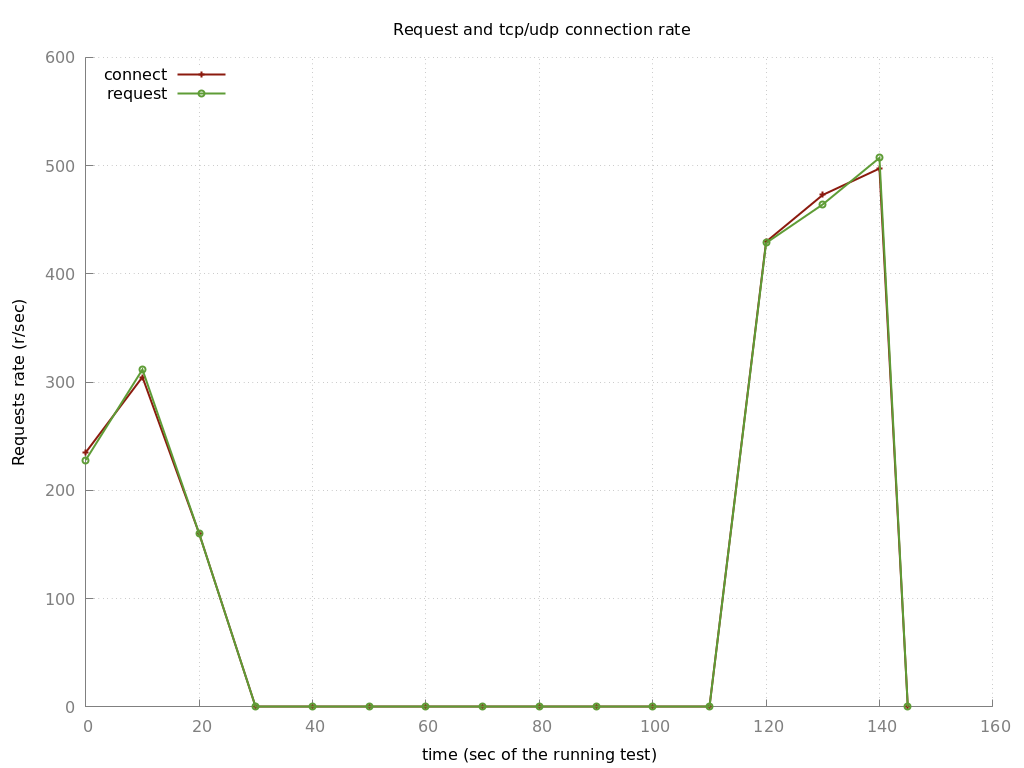 Request and tcp/udp connection rate
600
500
400
300
200
100
0
connect
request
Requests rate (r/sec)
0 20 40 60 80 100 120 140 160
time (sec of the running test)